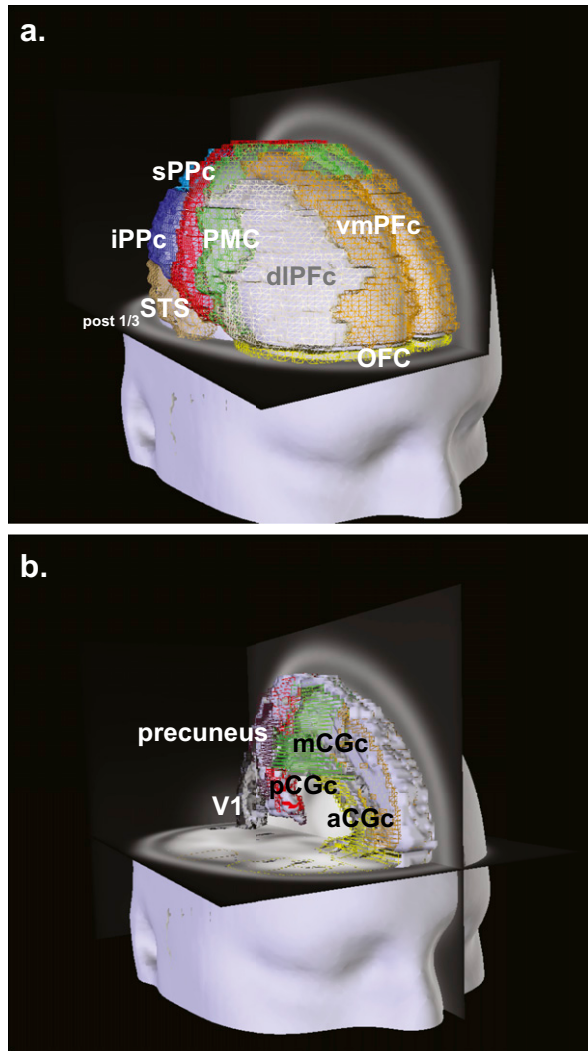 a.
sPPc
iPPc
PMC
vmPFc
dlPFc
STS
post 1/3
OFC
b.
precuneus
mCGc
pCGc
V1
aCGc